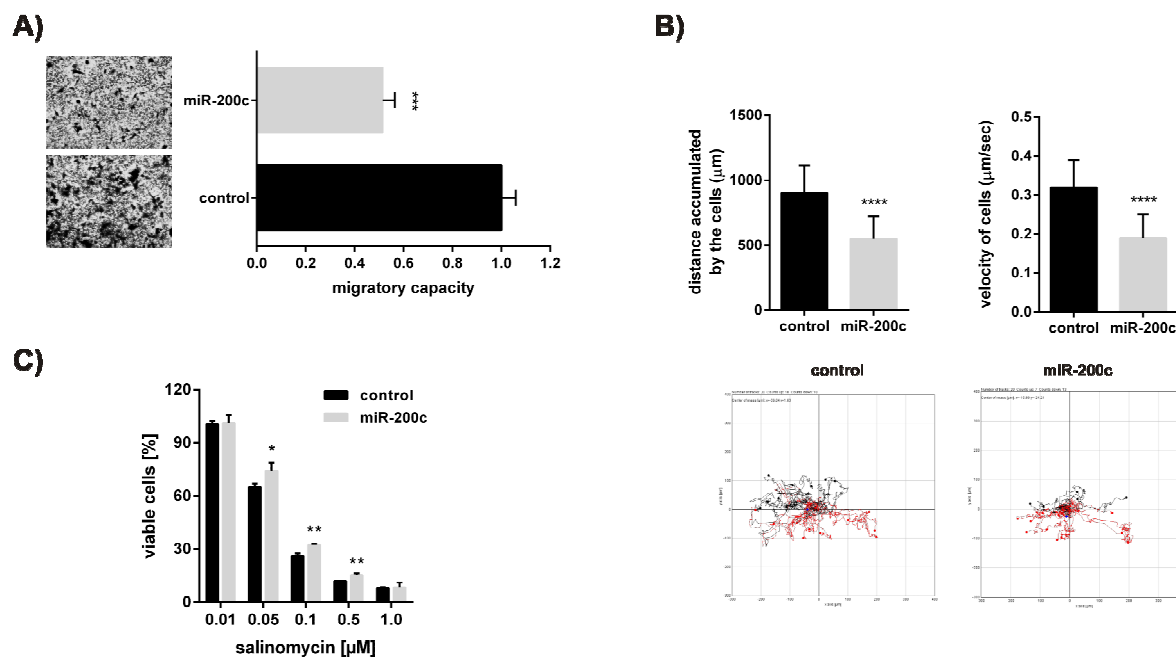 A)
miR-200c
***
control
0.0 0.2 0.4 0.6 0.8 1.0 1.2
migratory capacity
B)
distance accumulated
by the cells (μm)
1500
1000
500
0
****
control miR-200c
velocity of cells (μm/sec)
0.4
0.3
0.2
0.1
0.0
****
control miR-200c
control
miR-200c
C)
viable cells [%]
120
90
60
30
0
control
miR-200c
*
**
**
0.01 0.05 0.1 0.5 1.0
salinomycin [μM]